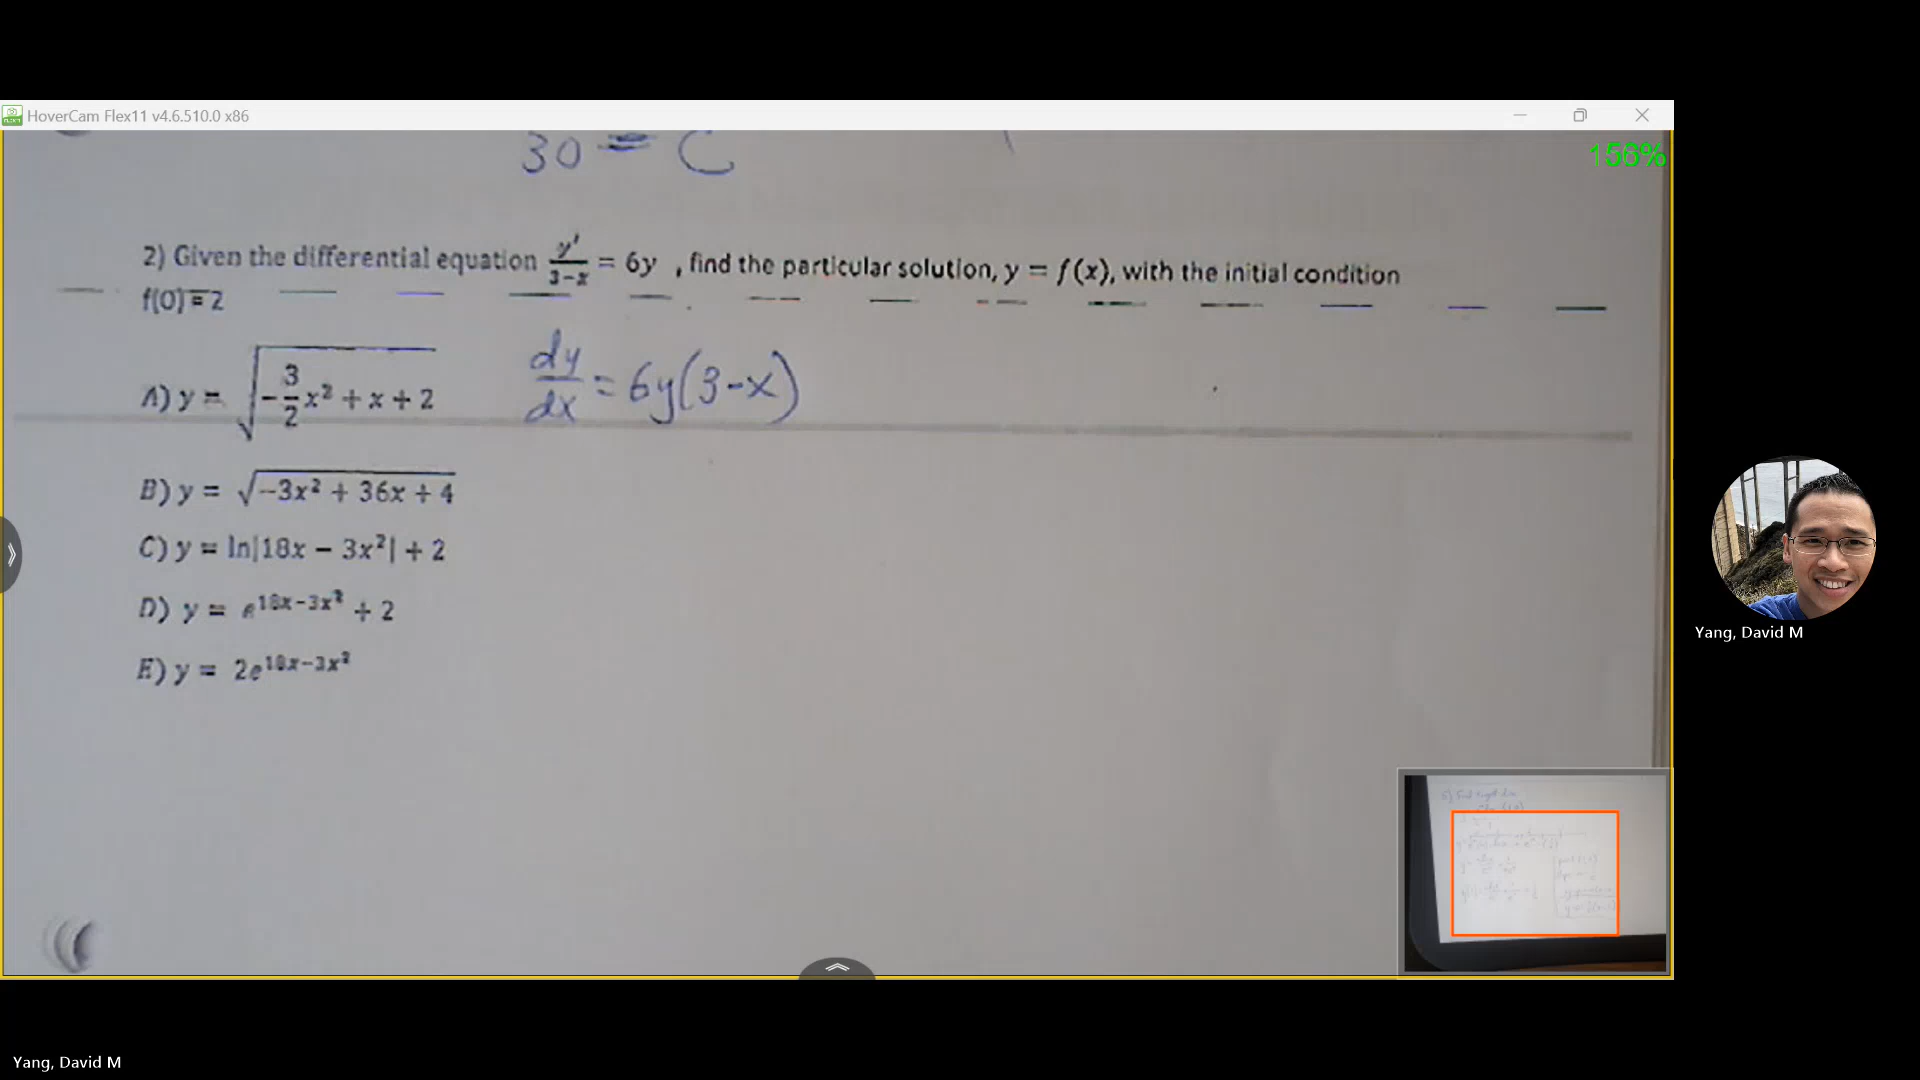 HoverCam Flex11 v4.6.510.0 x86
150%
30 = C
2) Given the differential equation y'/(3-x) = 6y , find the particular solution, y = f(x), with the initial condition
f(0) = 2
dy/dx = 6y(3-x)
A) y = √(-3/2 x² + x + 2)
B) y = √(-3x² + 36x + 4)
C) y = ln|18x − 3x²| + 2
D) y = e^(18x−3x²) + 2
E) y = 2e^(18x−3x²)
Yang, David M
Yang, David M